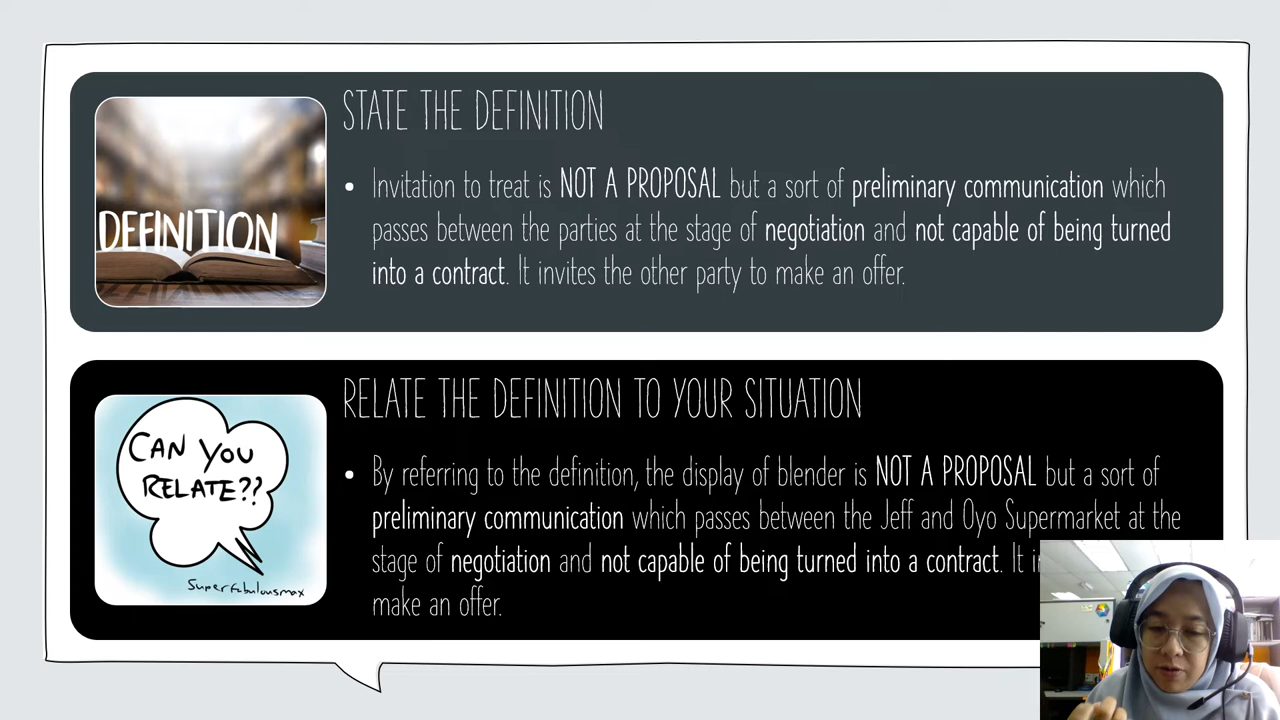 STATE THE DEFINITION
DEFINITION
• Invitation to treat is NOT A PROPOSAL but a sort of preliminary communication which
passes between the parties at the stage of negotiation and not capable of being turned
into a contract. It invites the other party to make an offer.
RELATE THE DEFINITION TO YOUR SITUATION
CAN YOU
RELATE??
Superfabulousmax
• By referring to the definition, the display of blender is NOT A PROPOSAL but a sort of
preliminary communication which passes between the Jeff and Oyo Supermarket at the
stage of negotiation and not capable of being turned into a contract. It
make an offer.